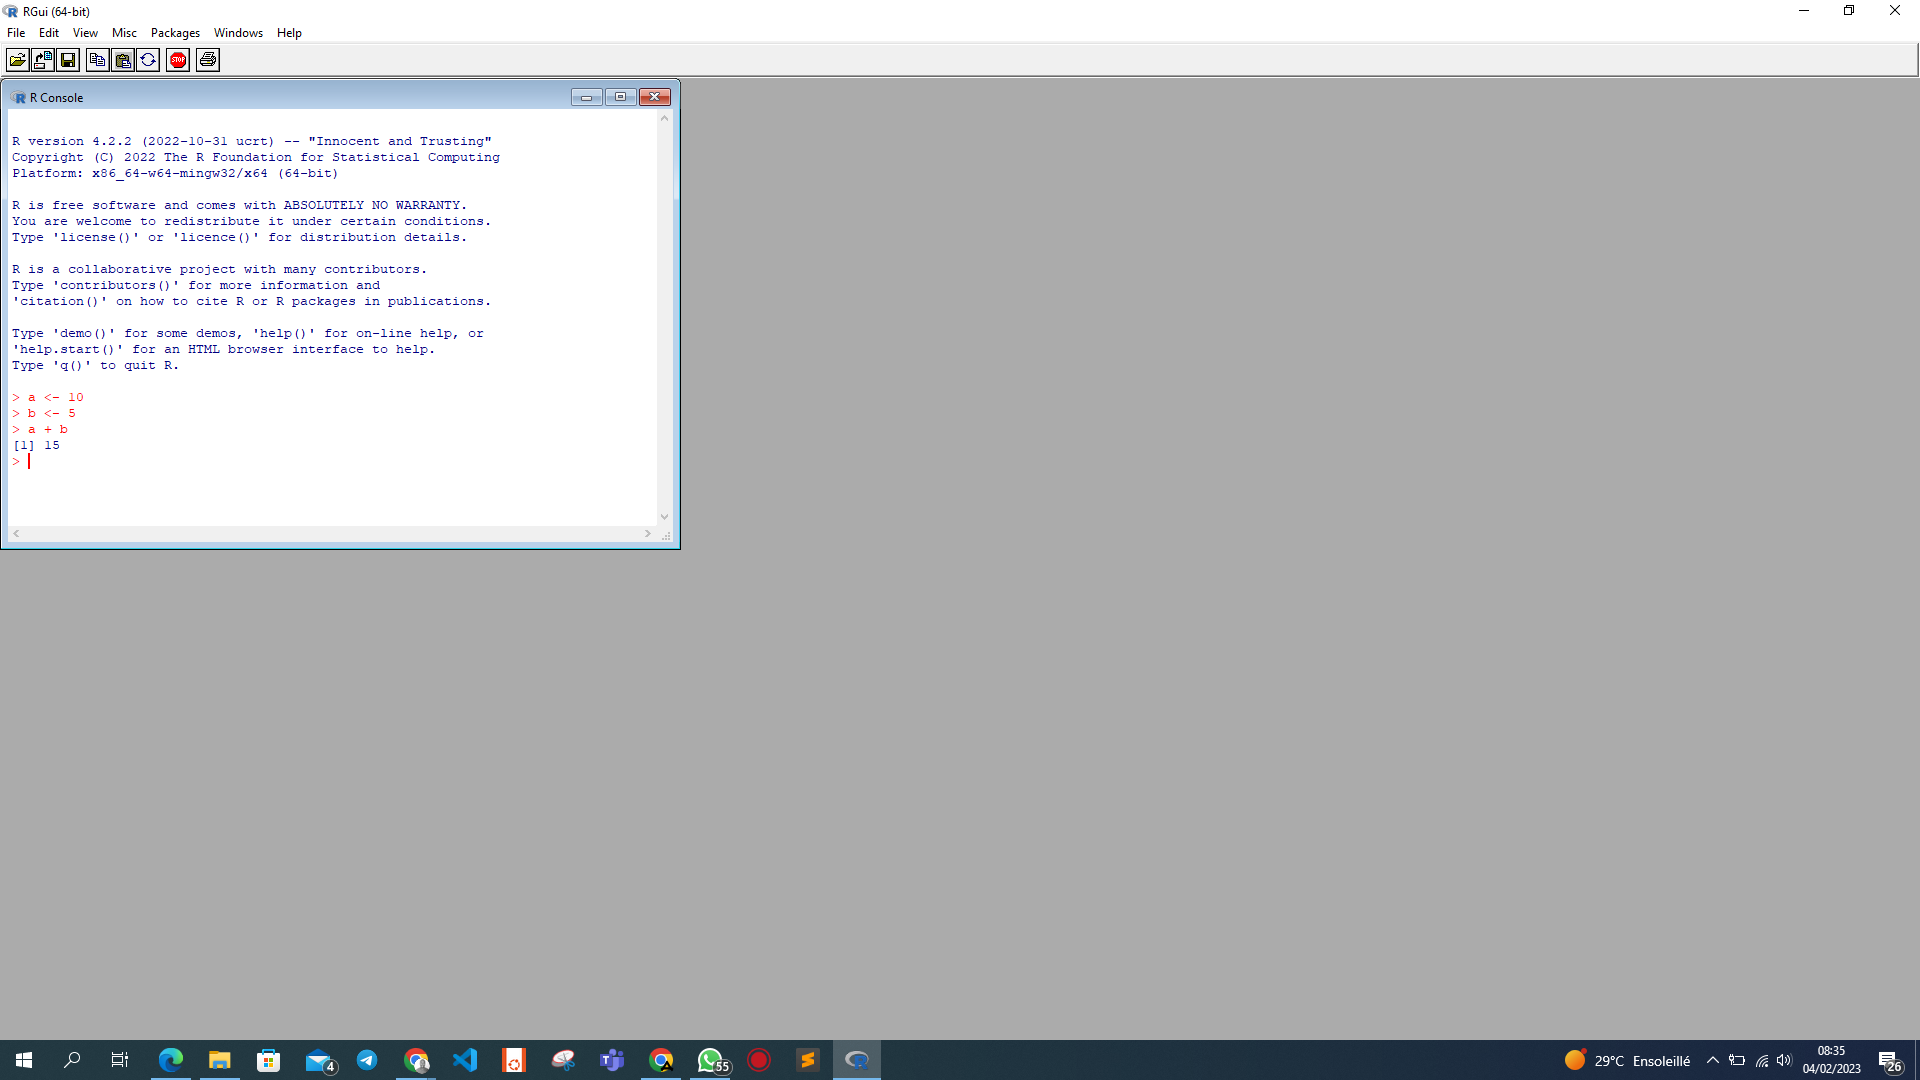 RGui (64-bit)
File Edit View Misc Packages Windows Help
STOP
R Console
R version 4.2.2 (2022-10-31 ucrt) -- "Innocent and Trusting"
Copyright (C) 2022 The R Foundation for Statistical Computing
Platform: x86_64-w64-mingw32/x64 (64-bit)
R is free software and comes with ABSOLUTELY NO WARRANTY.
You are welcome to redistribute it under certain conditions.
Type 'license()' or 'licence()' for distribution details.
R is a collaborative project with many contributors.
Type 'contributors()' for more information and
'citation()' on how to cite R or R packages in publications.
Type 'demo()' for some demos, 'help()' for on-line help, or
'help.start()' for an HTML browser interface to help.
Type 'q()' to quit R.
> a <- 10
> b <- 5
> a + b
[1] 15
>
4
55
29°C Ensoleillé
08:35
04/02/2023
26